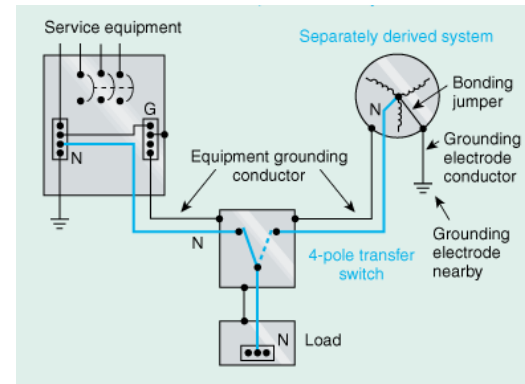 Service equipment
Separately derived system
G
N
N
Bonding
jumper
Equipment grounding
conductor
Grounding
electrode
conductor
N
4-pole transfer
switch
Grounding
electrode
nearby
N
Load